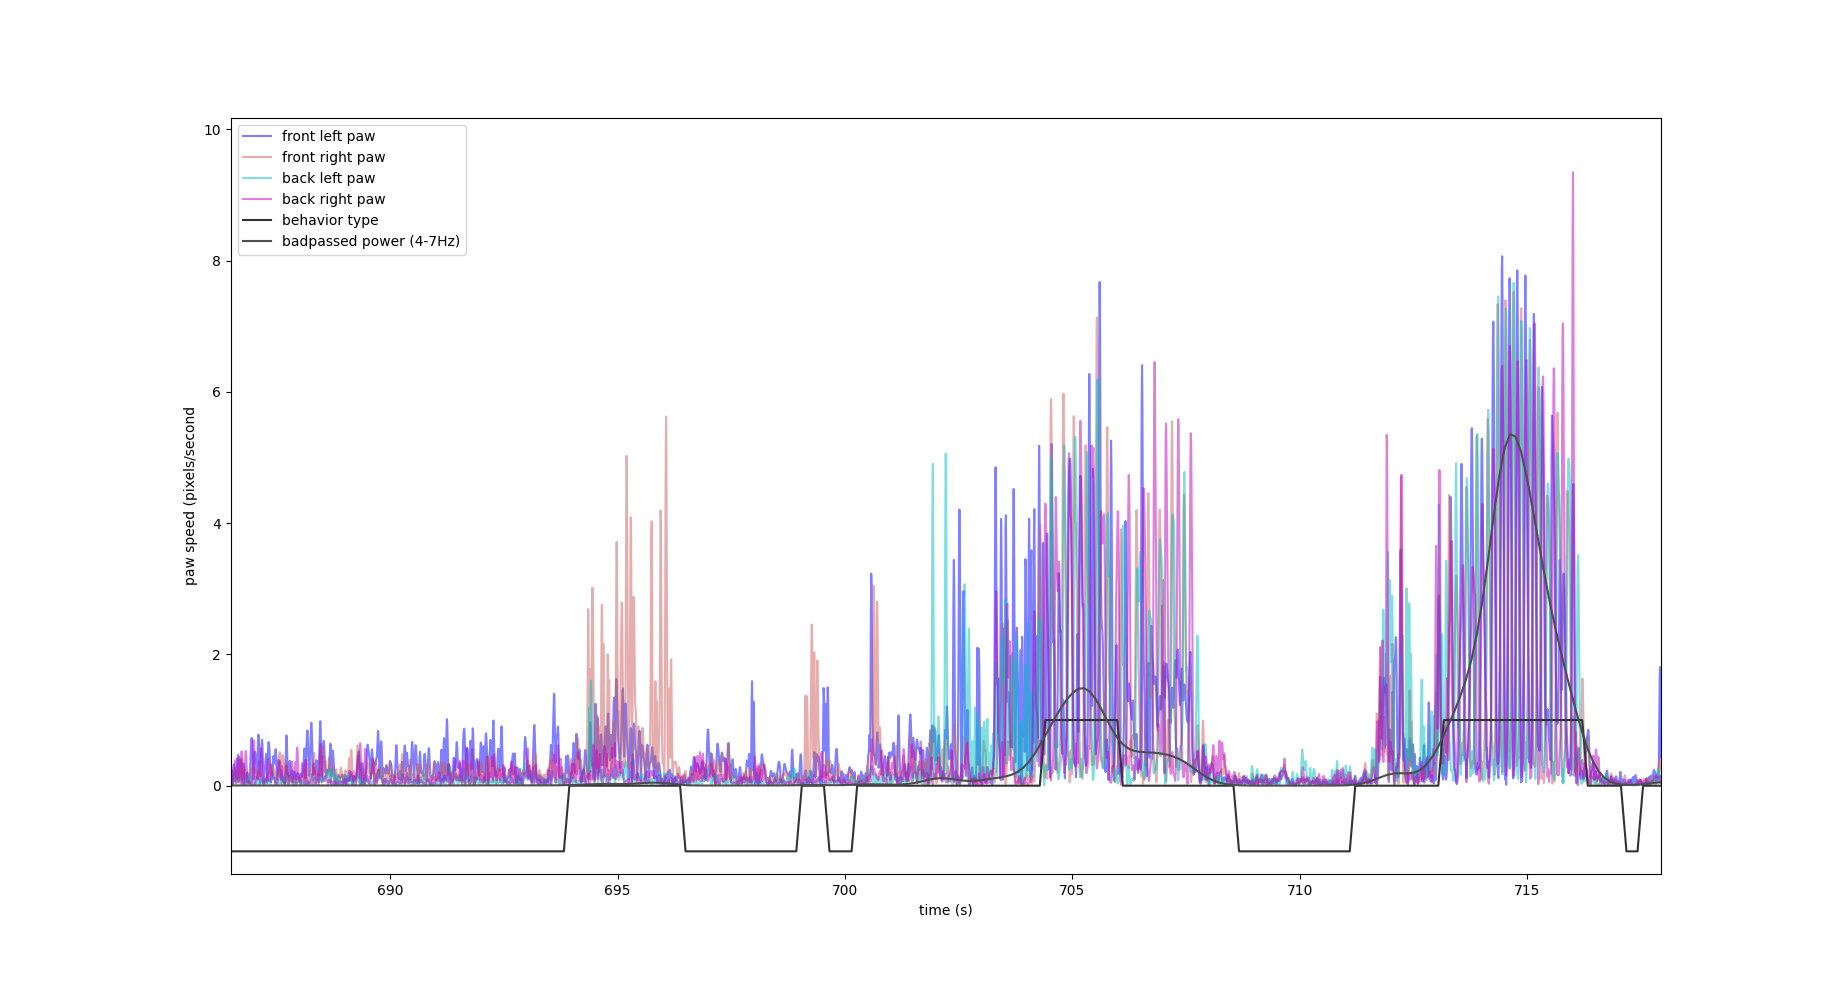 10
8
6
4
2
0
paw speed (pixels/second
front left paw
front right paw
back left paw
back right paw
behavior type
badpassed power (4-7Hz)
690 695 700 705 710 715
time (s)